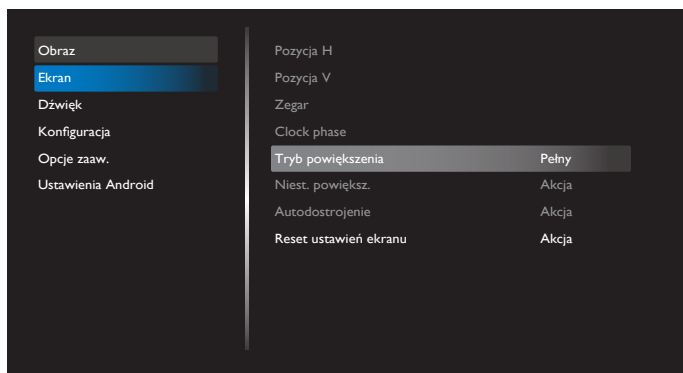 Obraz
Ekran
Dźwięk
Konfiguracja
Opcje zaaw.
Ustawienia Android
Pozycja H
Pozycja V
Zegar
Clock phase
Tryb powiększenia Pełny
Niest. powiększ. Akcja
Autodostrojenie Akcja
Reset ustawień ekranu Akcja